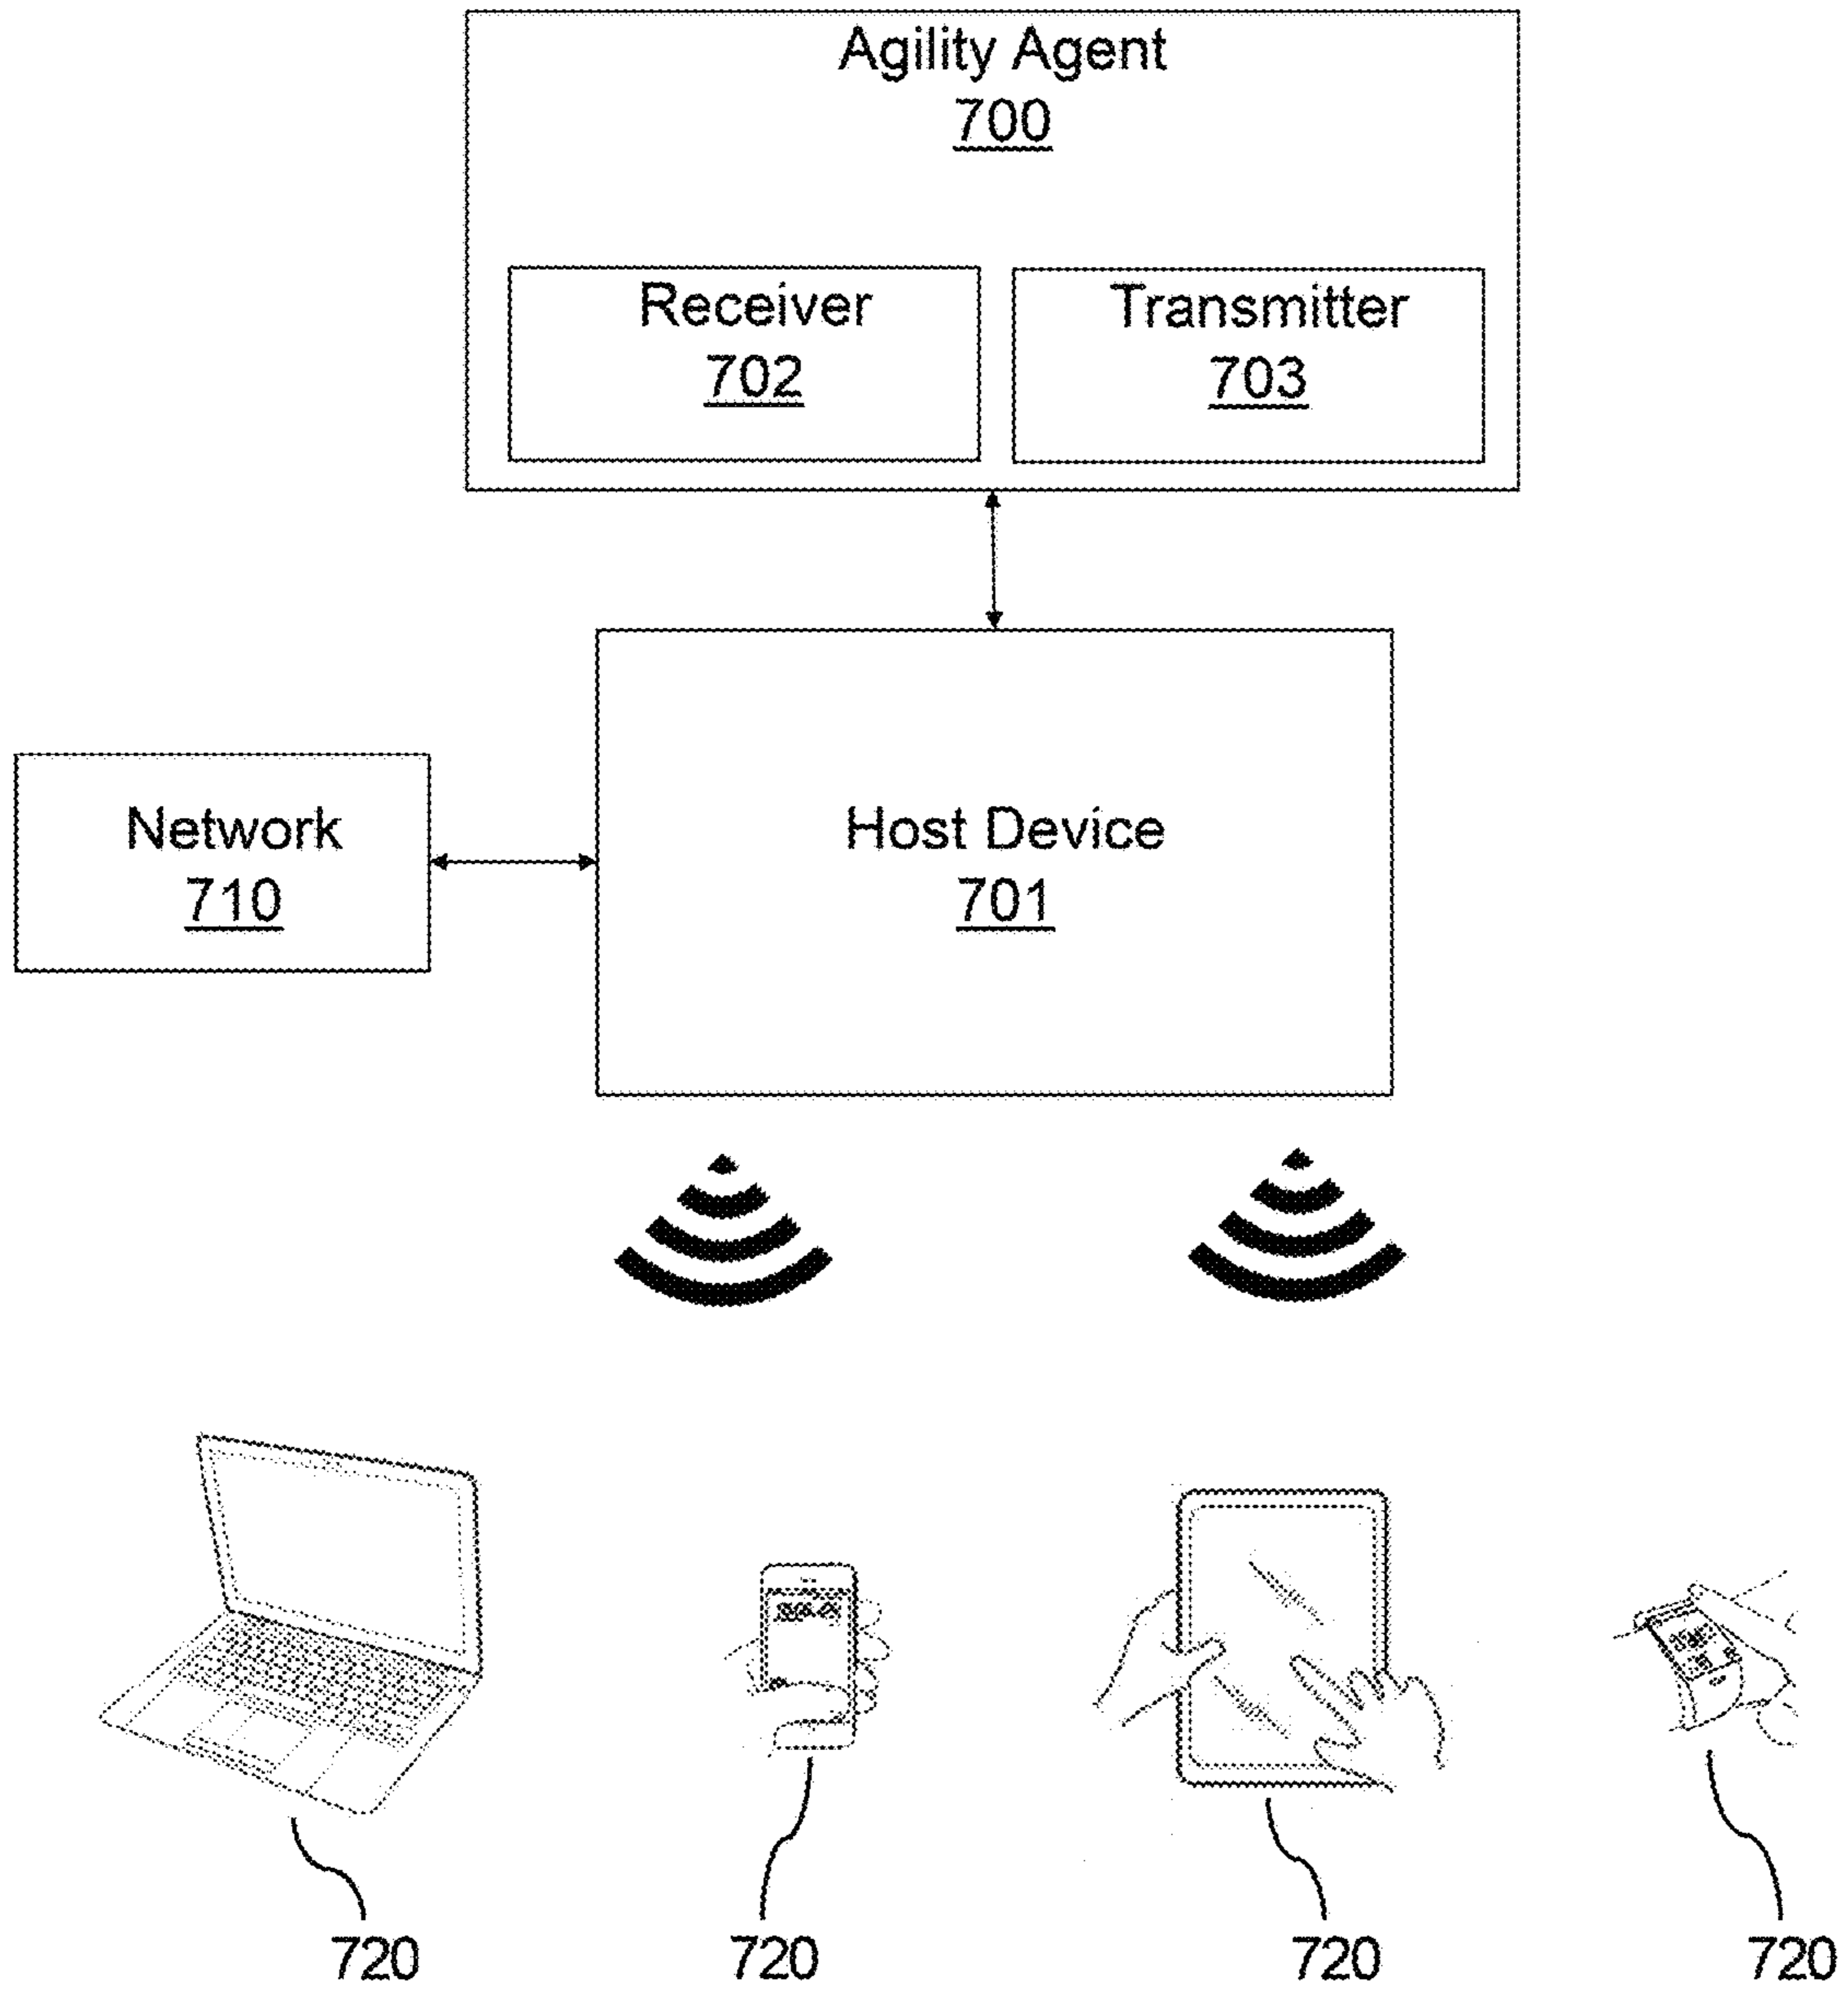 Agility Agent
700
Receiver
702
Transmitter
703
Network
710
Host Device
701
720
720
720
720